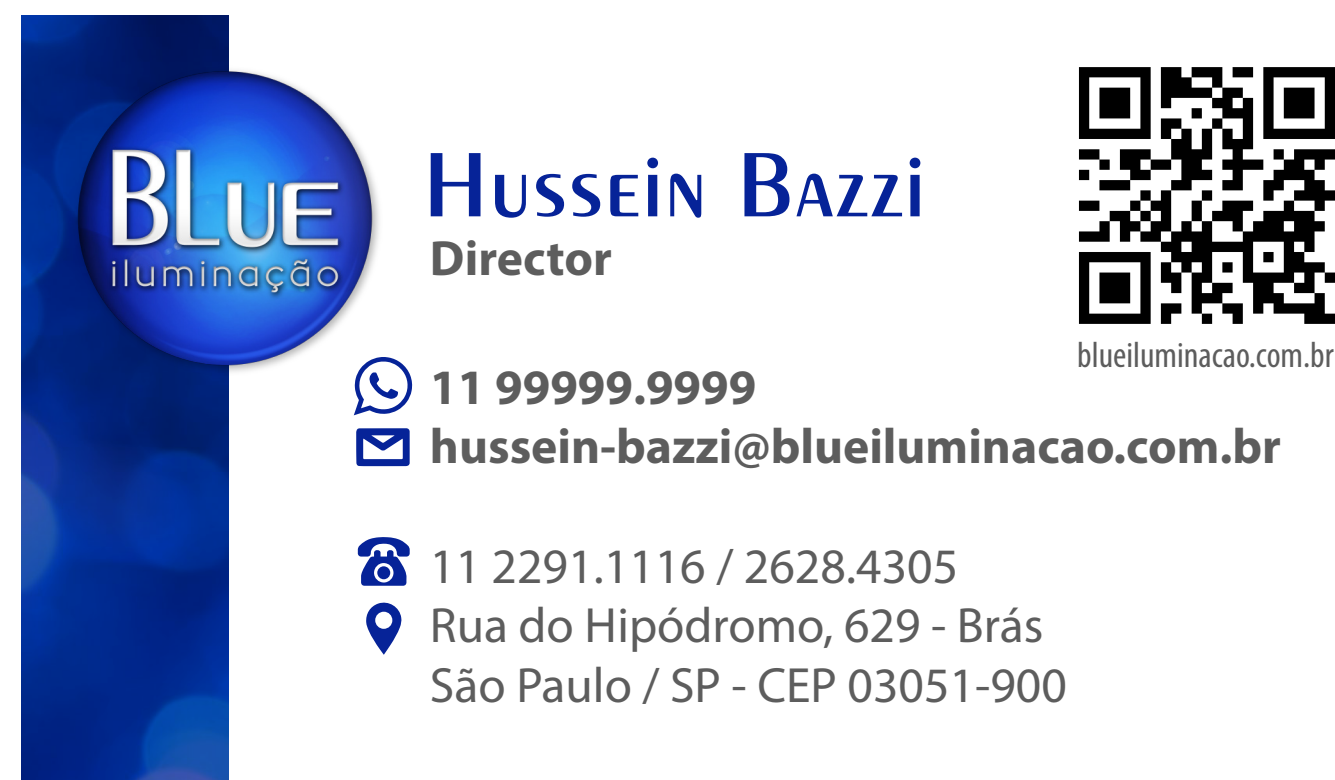 BLUE
iluminação
Hussein Bazzi
Director
blueiluminacao.com.br
11 99999.9999
hussein-bazzi@blueiluminacao.com.br
11 2291.1116 / 2628.4305
Rua do Hipódromo, 629 - Brás
São Paulo / SP - CEP 03051-900